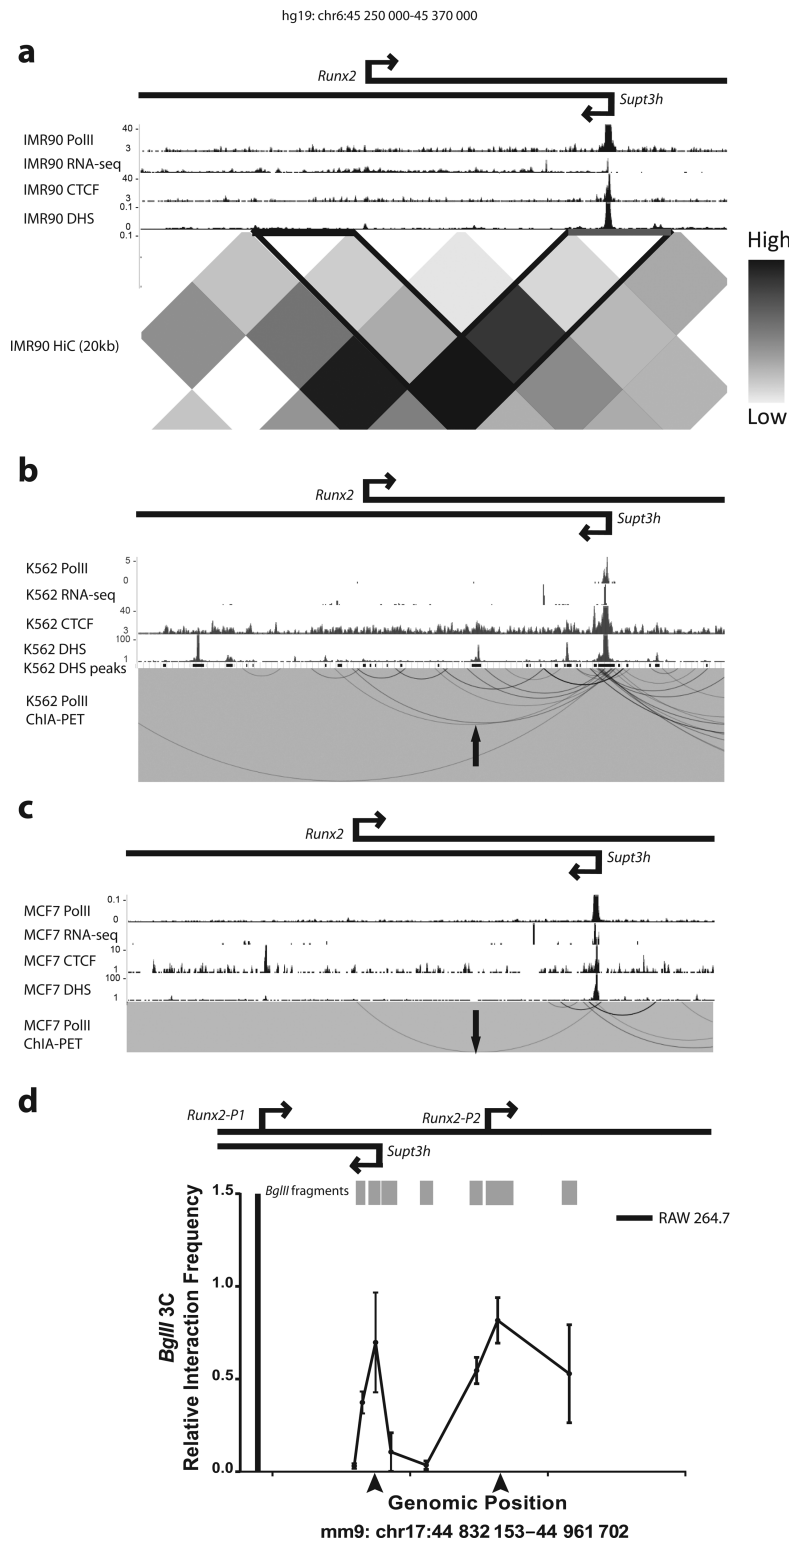 hg19: chr6:45 250 000-45 370 000
a
Runx2
Supt3h
IMR90 PolII
40
3
IMR90 RNA-seq
IMR90 CTCF
40
3
0.1
IMR90 DHS
0
0.1
High
IMR90 HiC (20kb)
Low
b
Runx2
Supt3h
K562 PolII
5
0
K562 RNA-seq
40
K562 CTCF
3
100
K562 DHS
1
K562 DHS peaks
K562 PolII
ChIA-PET
c
Runx2
Supt3h
0.1
MCF7 PolII
0
MCF7 RNA-seq
10
MCF7 CTCF
1
100
MCF7 DHS
1
MCF7 PolII
ChIA-PET
d
Runx2-P1
Runx2-P2
Supt3h
BglII fragments
RAW 264.7
BglII 3C
Relative Interaction Frequency
1.5
1.0
0.5
0.0
Genomic Position
mm9: chr17:44 832 153–44 961 702